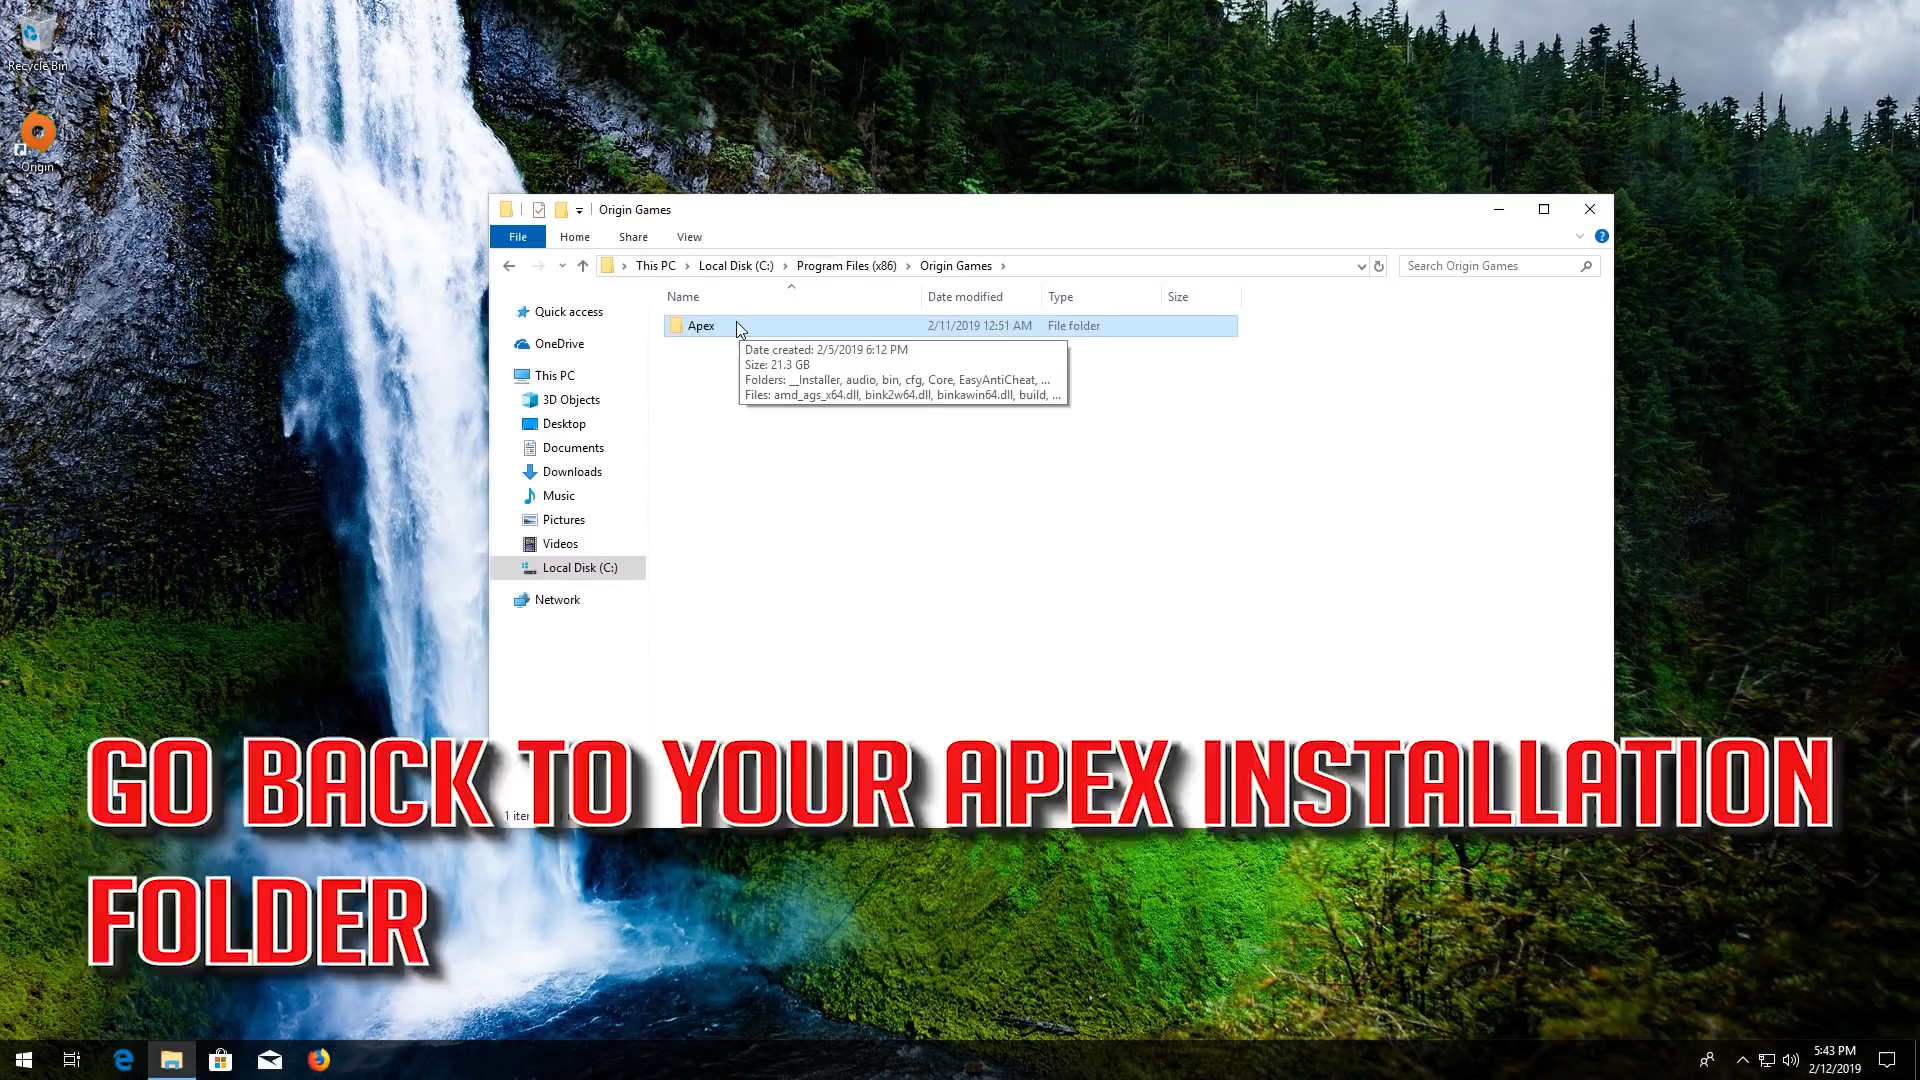 Recycle Bin
Origin
Origin Games
File
Home
Share
View
This PC
Local Disk (C:)
Program Files (x86)
Origin Games
Search Origin Games
Name
Date modified
Type
Size
Quick access
OneDrive
This PC
3D Objects
Desktop
Documents
Downloads
Music
Pictures
Videos
Local Disk (C:)
Network
Apex
2/11/2019 12:51 AM
File folder
Date created: 2/5/2019 6:12 PM
Size: 21.3 GB
Folders: __Installer, audio, bin, cfg, Core, EasyAntiCheat, ...
Files: amd_ags_x64.dll, bink2w64.dll, binkawin64.dll, build, ...
GO BACK TO YOUR APEX INSTALLATION
FOLDER
5:43 PM
2/12/2019